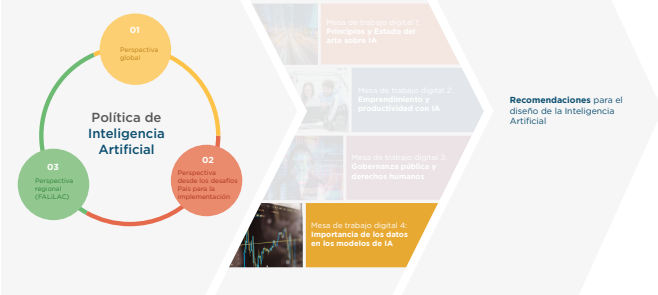 01
Perspectiva
global
Política de
Inteligencia
Artificial
03
Perspectiva
regional
(FALiLAC)
02
Perspectiva
desde los desafíos
País para la
implementación
Mesa de trabajo digital 1:
Principios y Estado del
arte sobre IA
Mesa de trabajo digital 2:
Emprendimiento y
productividad con IA
Mesa de trabajo digital 3:
Gobernanza pública y
derechos humanos
Mesa de trabajo digital 4:
Importancia de los datos
en los modelos de IA
Recomendaciones para el
diseño de la Inteligencia
Artificial